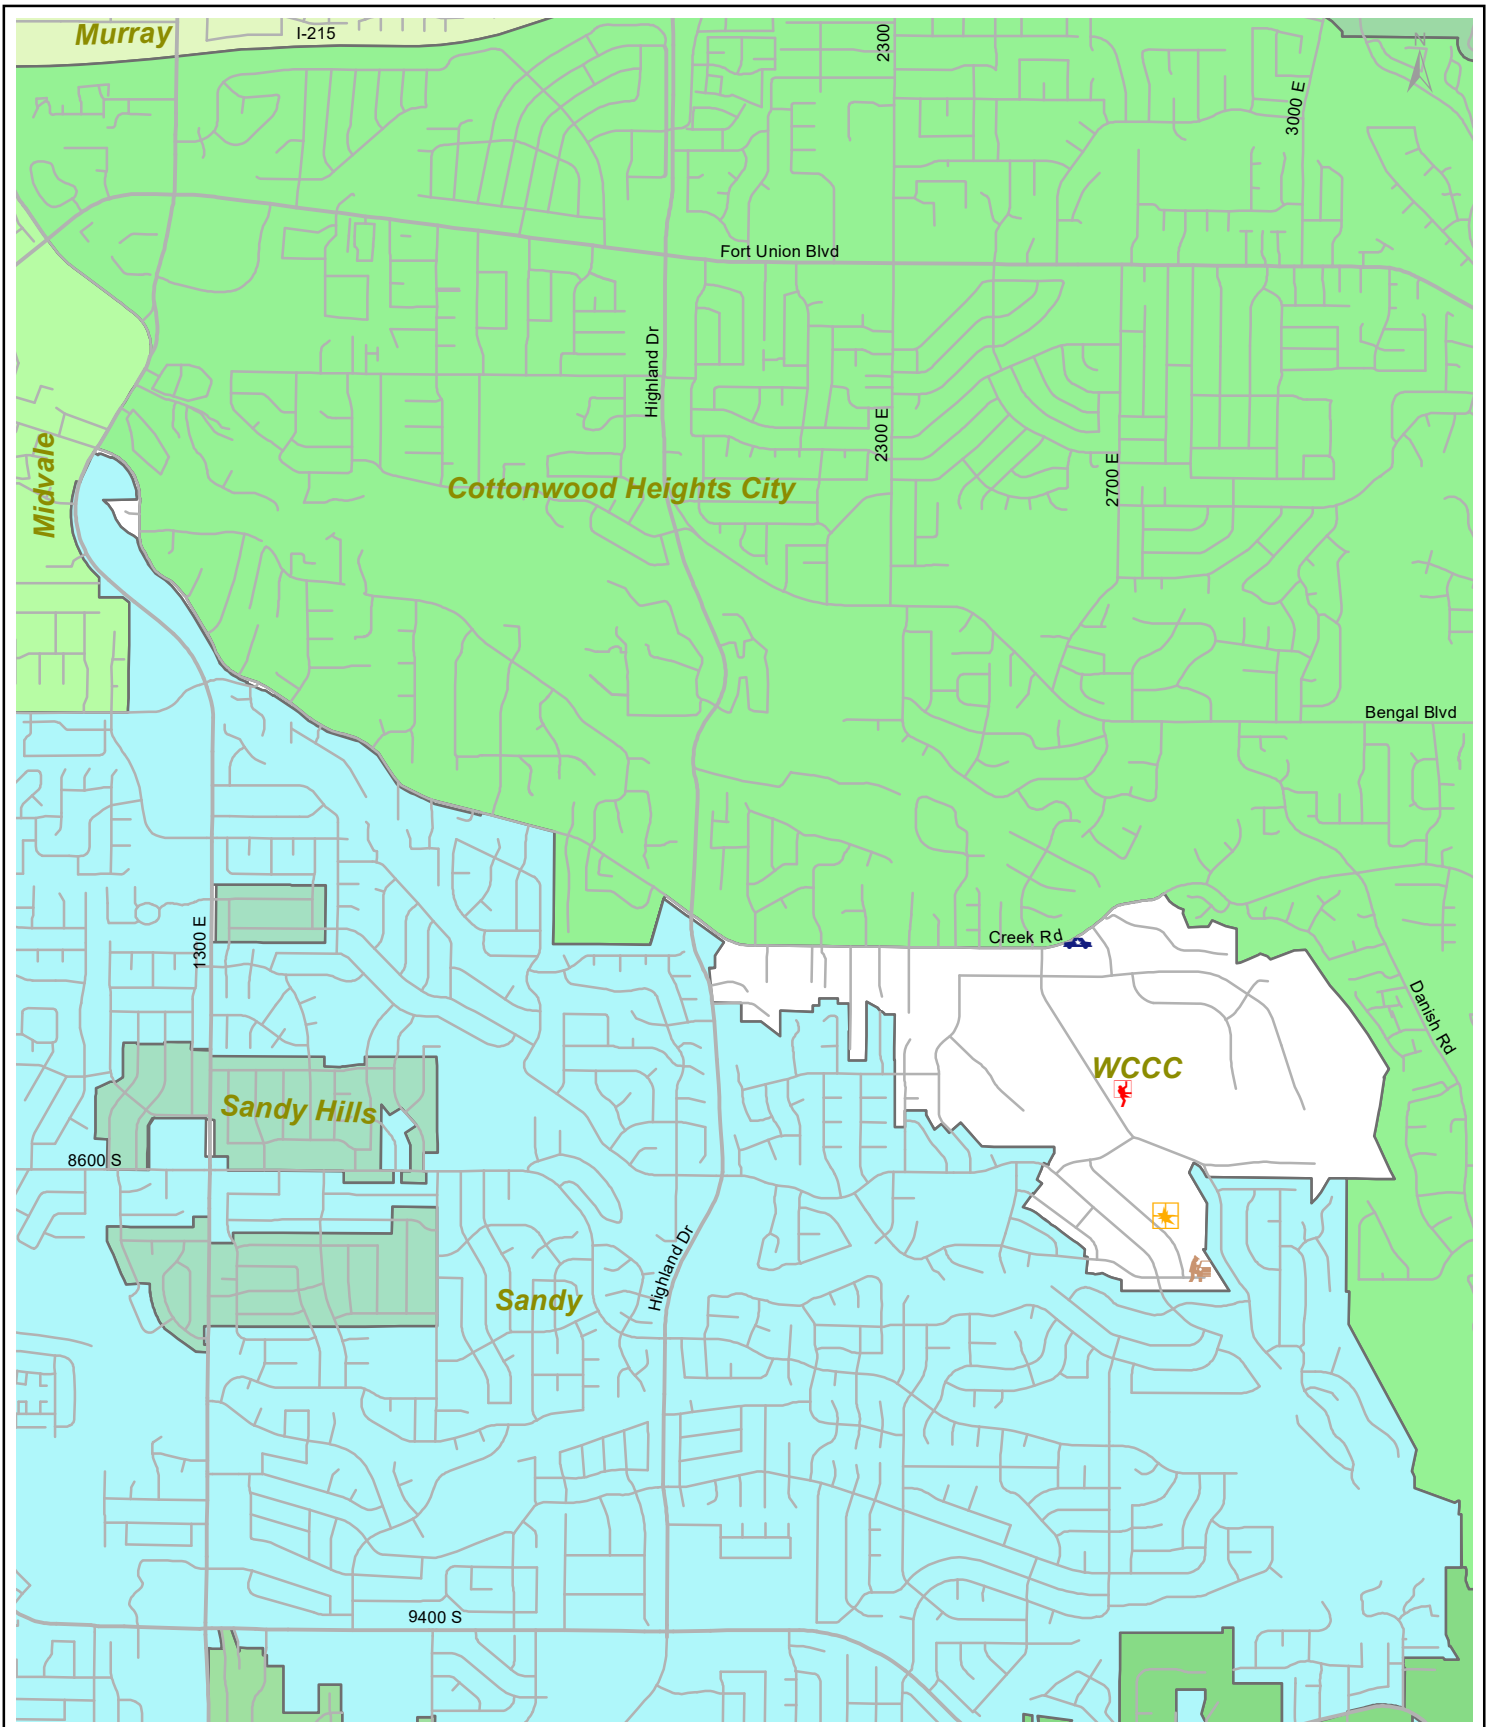 Murray
I-215
2300
N
3000 E
Fort Union Blvd
Highland Dr
2300 E
Midvale
2700 E
Cottonwood Heights City
Bengal Blvd
1300 E
Creek Rd
Danish Rd
WCCC
Sandy Hills
8600 S
Highland Dr
Sandy
9400 S